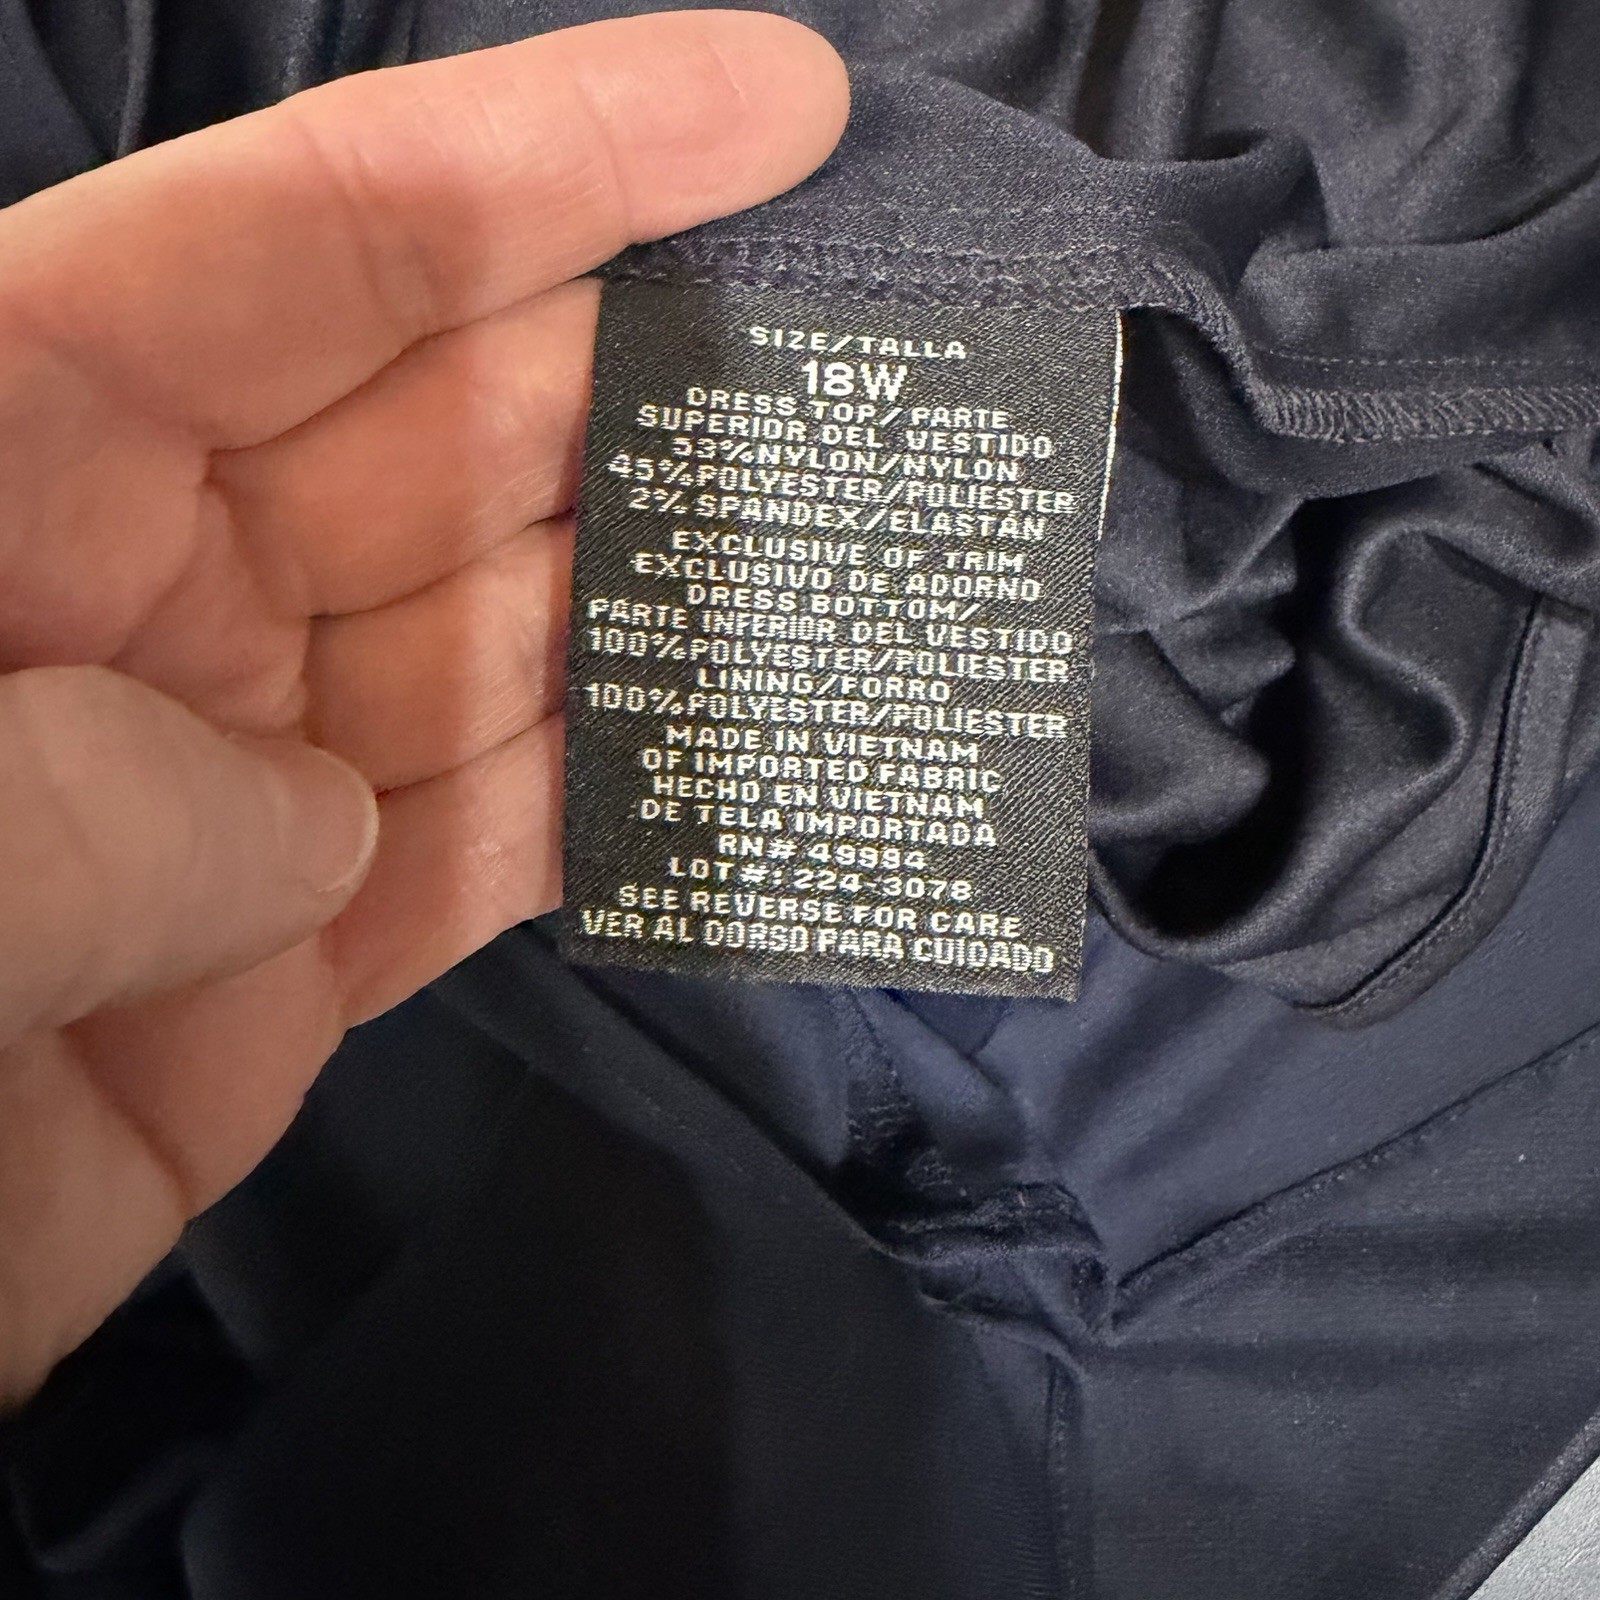 SIZE/TALLA
18W
DRESS TOP/PARTE
SUPERIOR DEL VESTIDO
53%NYLON/NYLON
45%POLYESTER/POLIESTER
2%SPANDEX/ELASTAN
EXCLUSIVE OF TRIM
EXCLUSIVO DE ADORNO
DRESS BOTTOM/
PARTE INFERIOR DEL VESTIDO
100%POLYESTER/POLIESTER
LINING/FORRO
100%POLYESTER/POLIESTER
MADE IN VIETNAM
OF IMPORTED FABRIC
HECHO EN VIETNAM
DE TELA IMPORTADA
RN# 49994
LOT#:224-3078
SEE REVERSE FOR CARE
VER AL DORSO PARA CUIDADO